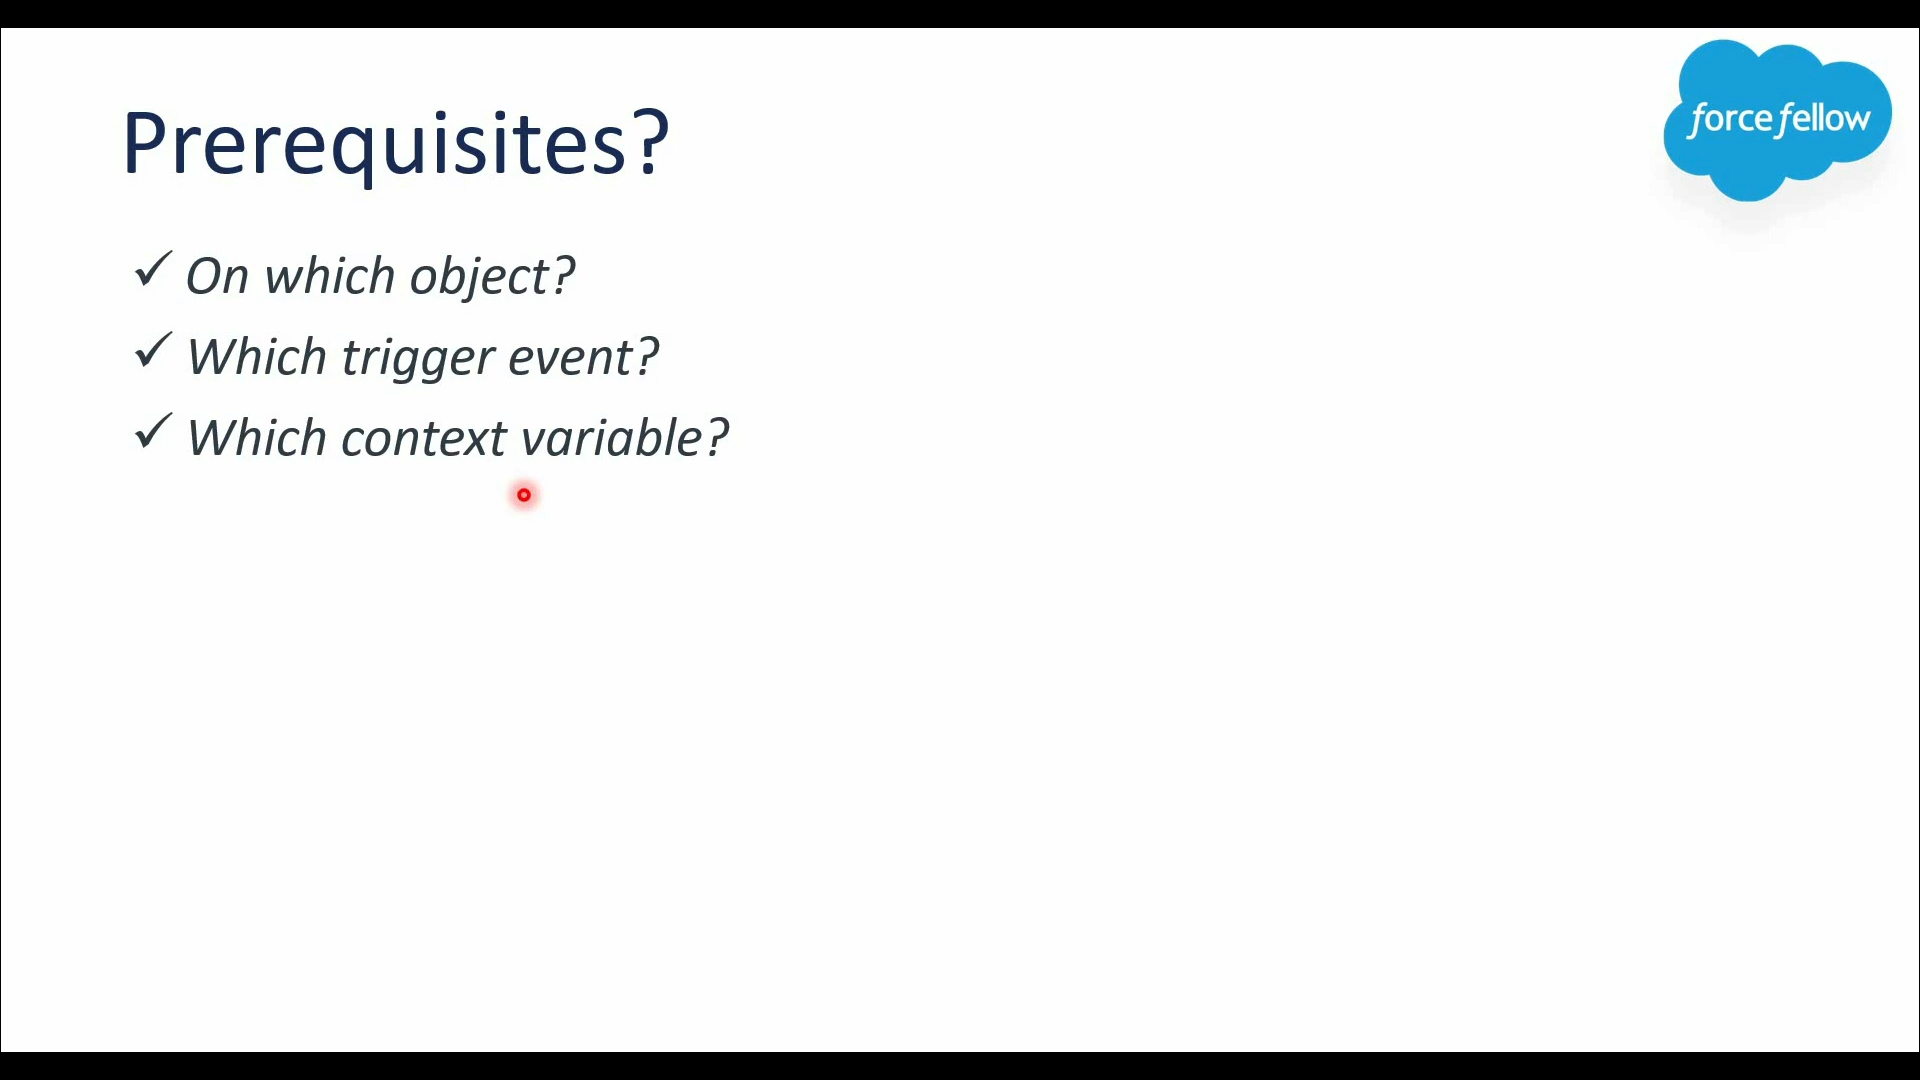 Prerequisites?
force fellow
✓ On which object?
✓ Which trigger event?
✓ Which context variable?